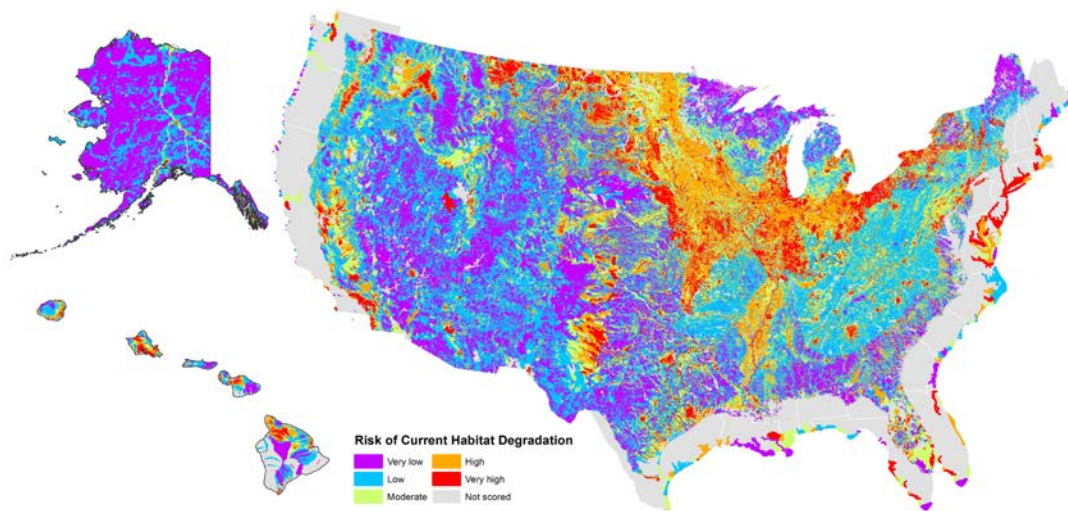 Risk of Current Habitat Degradation
Very low
High
Low
Very high
Moderate
Not scored